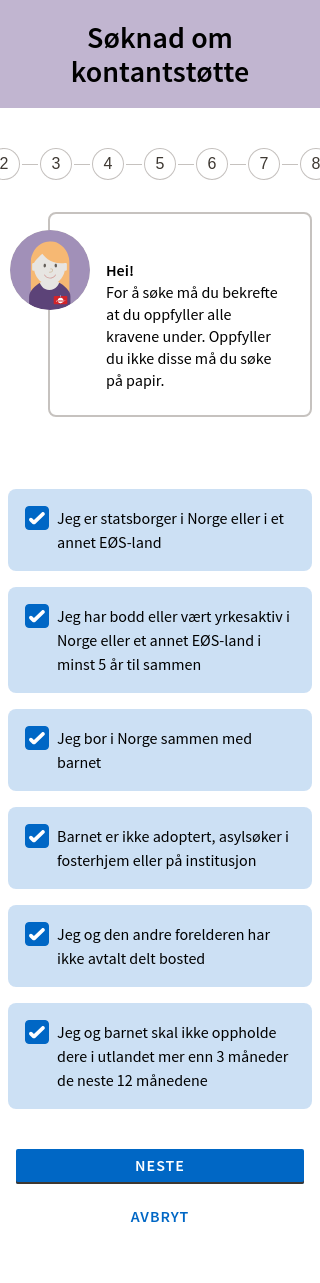 Søknad om
kontantstøtte
2 3 4 5 6 7 8
Hei!
For å søke må du bekrefte
at du oppfyller alle
kravene under. Oppfyller
du ikke disse må du søke
på papir.
Jeg er statsborger i Norge eller i et
annet EØS-land
Jeg har bodd eller vært yrkesaktiv i
Norge eller et annet EØS-land i
minst 5 år til sammen
Jeg bor i Norge sammen med
barnet
Barnet er ikke adoptert, asylsøker i
fosterhjem eller på institusjon
Jeg og den andre forelderen har
ikke avtalt delt bosted
Jeg og barnet skal ikke oppholde
dere i utlandet mer enn 3 måneder
de neste 12 månedene
NESTE
AVBRYT